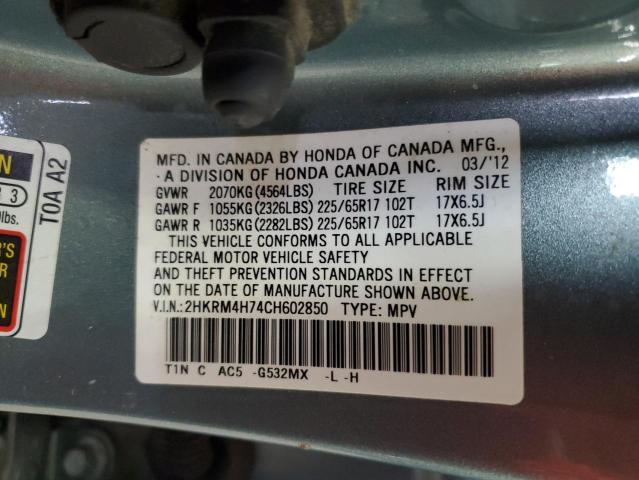 MFD. IN CANADA BY HONDA OF CANADA MFG.,
A DIVISION OF HONDA CANADA INC. 03/'12
GVWR 2070KG(4564LBS) TIRE SIZE RIM SIZE
GAWR F 1055KG(2326LBS) 225/65R17 102T 17X6.5J
GAWR R 1035KG(2282LBS) 225/65R17 102T 17X6.5J
THIS VEHICLE CONFORMS TO ALL APPLICABLE
FEDERAL MOTOR VEHICLE SAFETY
AND THEFT PREVENTION STANDARDS IN EFFECT
ON THE DATE OF MANUFACTURE SHOWN ABOVE.
V.I.N.:2HKRM4H74CH602850 TYPE: MPV
T1N C AC5 -G532MX -L -H
TOA A2
3
lbs.